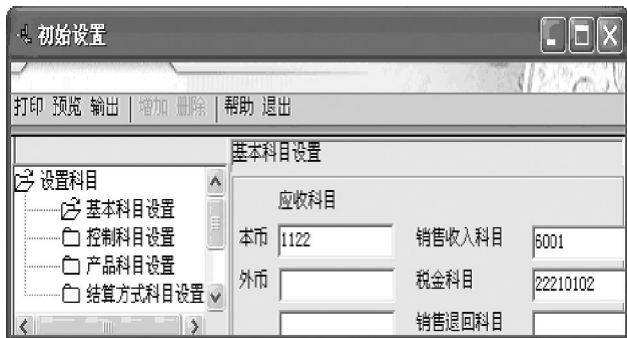 初始设置
打印 预览 输出 增加 删除 帮助 退出
基本科目设置
设置科目
基本科目设置
控制科目设置
产品科目设置
结算方式科目设置
应收科目
本币 1122 销售收入科目 6001
外币 税金科目 22210102
销售退回科目